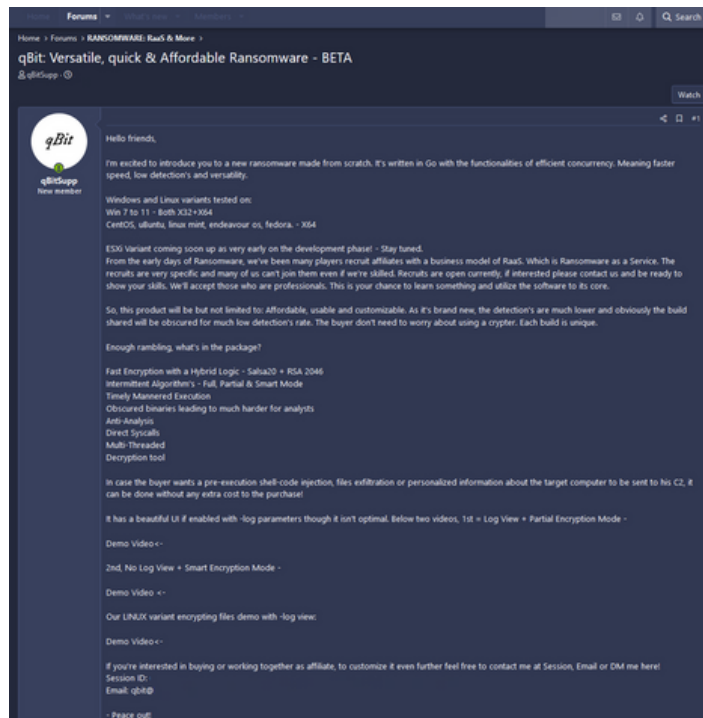 Home Forums What's new Members
Search
Home > Forums > RANSOMWARE: RaaS & More >
qBit: Versatile, quick & Affordable Ransomware - BETA
qBitSupp ·
Watch
#1
qBit
qBitSupp
New member
Hello friends,
I'm excited to introduce you to a new ransomware made from scratch. It's written in Go with the functionalities of efficient concurrency. Meaning faster
speed, low detection's and versatility.
Windows and Linux variants tested on:
Win 7 to 11 - Both X32+X64
CentOS, uBuntu, linux mint, endeavour os, fedora. - X64
ESXi Variant coming soon up as very early on the development phase! - Stay tuned.
From the early days of Ransomware, we've been many players recruit affiliates with a business model of RaaS. Which is Ransomware as a Service. The
recruits are very specific and many of us can't join them even if we're skilled. Recruits are open currently, if interested please contact us and be ready to
show your skills. We'll accept those who are professionals. This is your chance to learn something and utilize the software to its core.
So, this product will be but not limited to: Affordable, usable and customizable. As it's brand new, the detection's are much lower and obviously the build
shared will be obscured for much low detection's rate. The buyer don't need to worry about using a crypter. Each build is unique.
Enough rambling, what's in the package?
Fast Encryption with a Hybrid Logic - Salsa20 + RSA 2046
Intermittent Algorithm's - Full, Partial & Smart Mode
Timely Mannered Execution
Obscured binaries leading to much harder for analysts
Anti-Analysis
Direct Syscalls
Multi-Threaded
Decryption tool
In case the buyer wants a pre-execution shell-code injection, files exfiltration or personalized information about the target computer to be sent to his C2, it
can be done without any extra cost to the purchase!
It has a beautiful UI if enabled with -log parameters though it isn't optimal. Below two videos, 1st = Log View + Partial Encryption Mode -
Demo Video<-
2nd, No Log View + Smart Encryption Mode -
Demo Video <-
Our LINUX variant encrypting files demo with -log view:
Demo Video<-
If you're interested in buying or working together as affiliate, to customize it even further feel free to contact me at Session, Email or DM me here!
Session ID:
Email: qbit@
- Peace out!